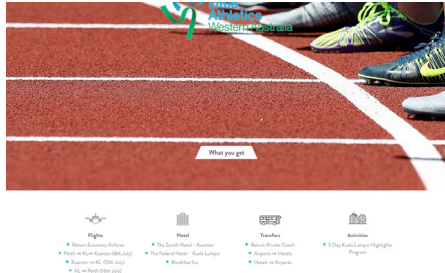 Little
Athletics
Western Australia
What you get
Flights
Return Economy Airfares
Perth ⇒ KL ⇒ Kuantan (8th July)
Kuantan ⇒ KL (12th July)
KL ⇒ Perth (16th July)
Hotel
The Zenith Hotel - Kuantan
The Federal Hotel - Kuala Lumpur
Breakfast Inc.
Transfers
Return Private Coach
Airports ⇒ Hotels
Hotels ⇒ Airports
Activities
5 Day Kuala Lumpur Highlights
Program